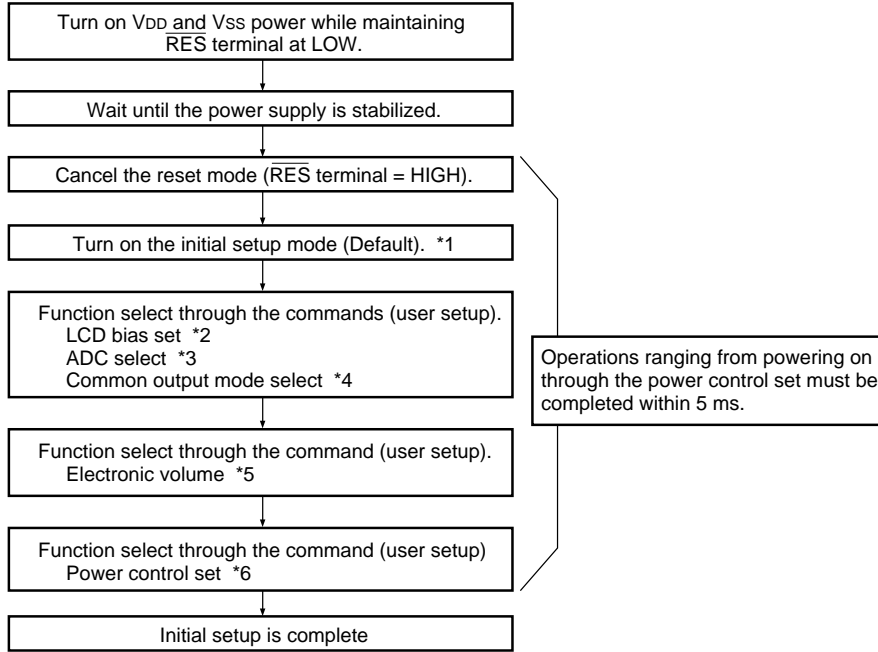 Turn on VDD and VSS power while maintaining
RES terminal at LOW.
Wait until the power supply is stabilized.
Cancel the reset mode (RES terminal = HIGH).
Turn on the initial setup mode (Default). *1
Function select through the commands (user setup).
LCD bias set *2
ADC select *3
Common output mode select *4
Operations ranging from powering on
through the power control set must be
completed within 5 ms.
Function select through the command (user setup).
Electronic volume *5
Function select through the command (user setup)
Power control set *6
Initial setup is complete